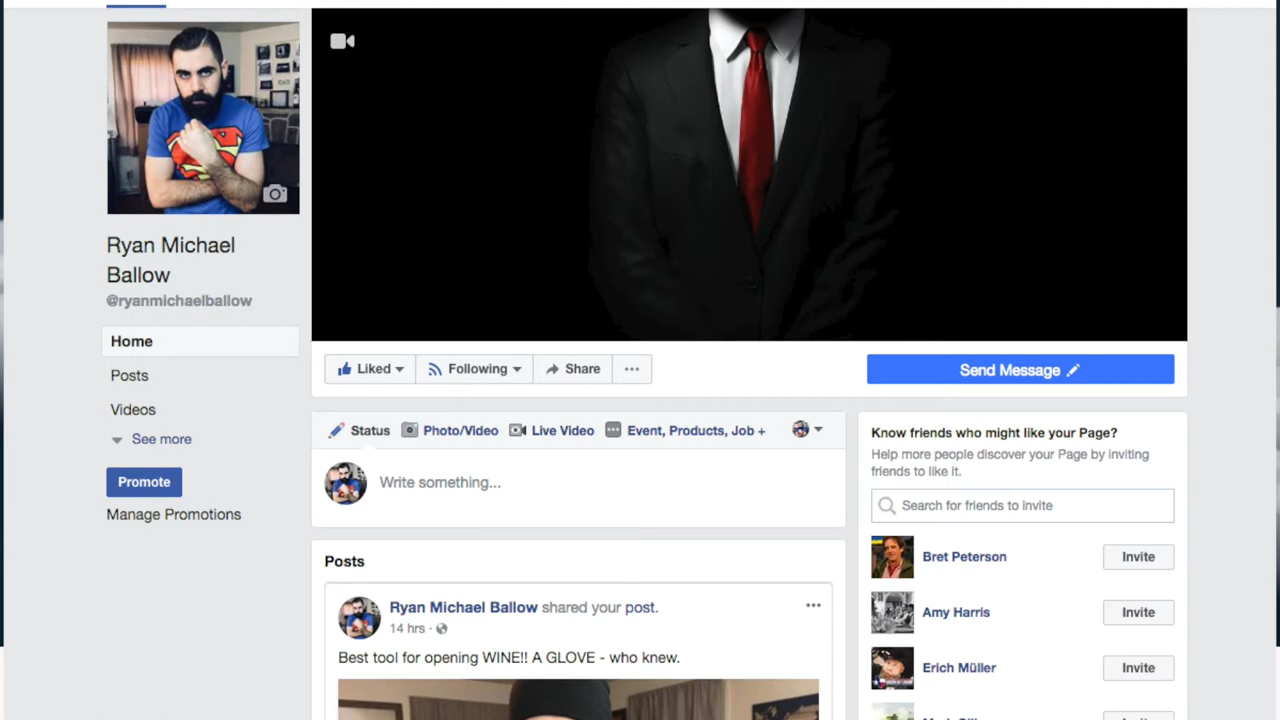 Ryan Michael
Ballow
@ryanmichaelballow
Home
Posts
Videos
See more
Promote
Manage Promotions
Liked
Following
Share
Send Message
Status
Photo/Video
Live Video
Event, Products, Job +
Write something...
Posts
Ryan Michael Ballow shared your post.
14 hrs ·
Best tool for opening WINE!! A GLOVE - who knew.
Know friends who might like your Page?
Help more people discover your Page by inviting
friends to like it.
Search for friends to invite
Bret Peterson
Invite
Amy Harris
Invite
Erich Müller
Invite